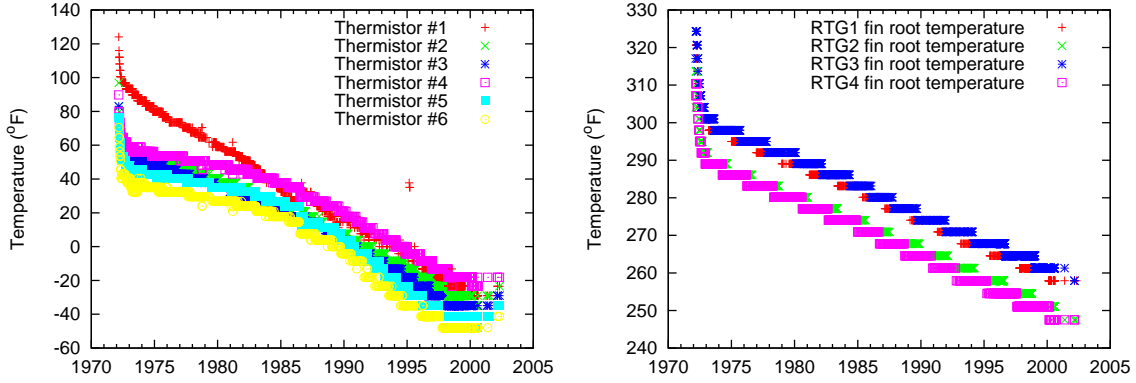 140
120
100
80
60
40
20
0
-20
-40
-60
Temperature (°F)
1970 1975 1980 1985 1990 1995 2000 2005
Thermistor #1
Thermistor #2
Thermistor #3
Thermistor #4
Thermistor #5
Thermistor #6
330
320
310
300
290
280
270
260
250
240
Temperature (°F)
1970 1975 1980 1985 1990 1995 2000 2005
RTG1 fin root temperature
RTG2 fin root temperature
RTG3 fin root temperature
RTG4 fin root temperature